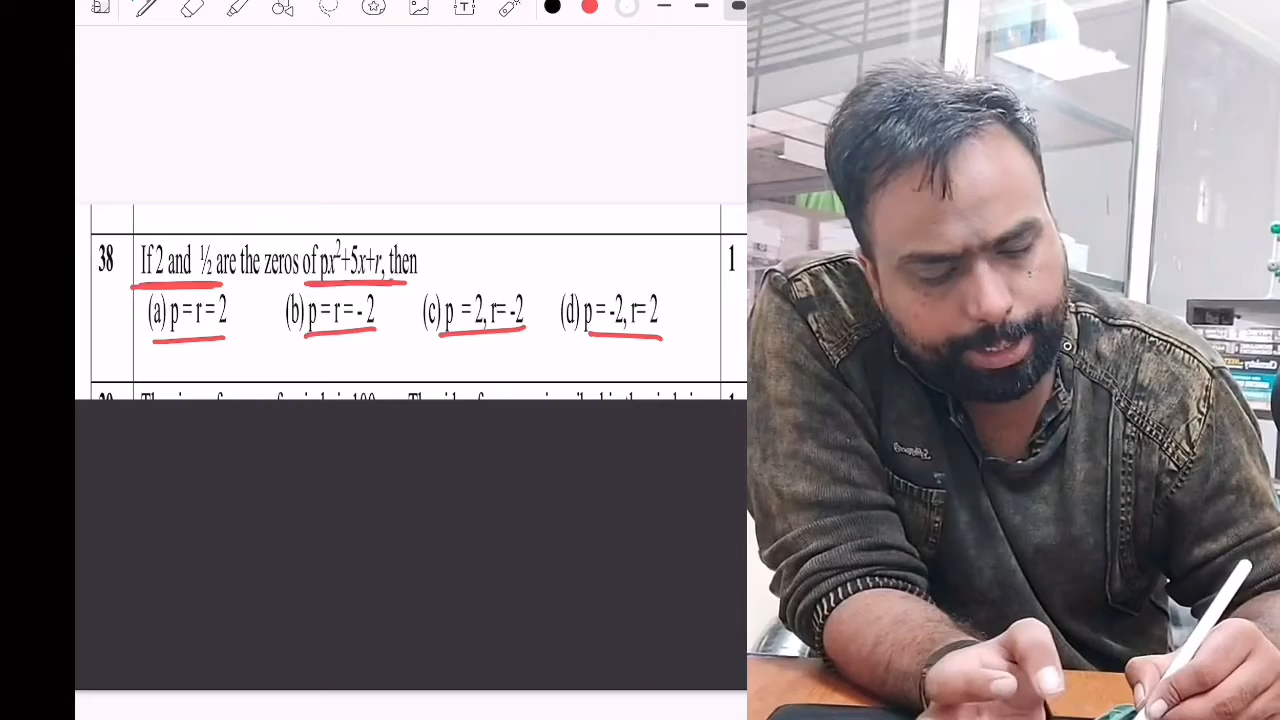 38 If 2 and ½ are the zeros of px²+5x+r, then 1
(a) p = r = 2 (b) p = r = - 2 (c) p = 2, r= -2 (d) p = -2, r= 2